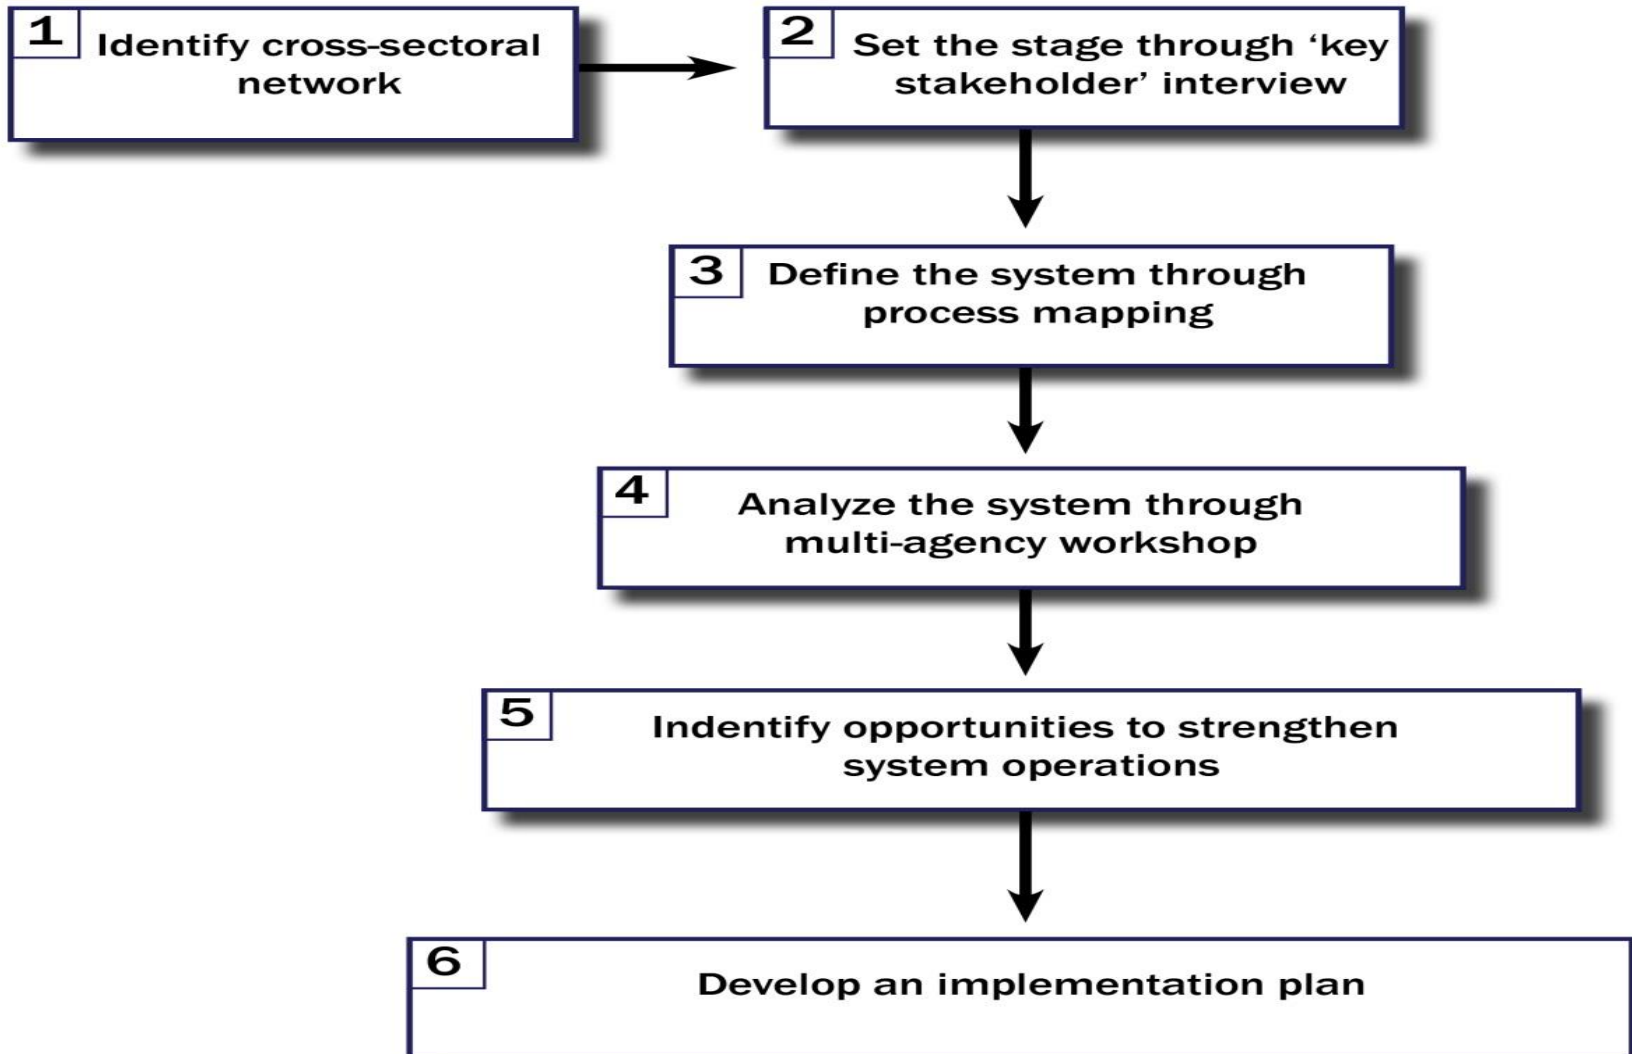 1
Identify cross-sectoral
network
2
Set the stage through ‘key
stakeholder’ interview
3
Define the system through
process mapping
4
Analyze the system through
multi-agency workshop
5
Indentify opportunities to strengthen
system operations
6
Develop an implementation plan